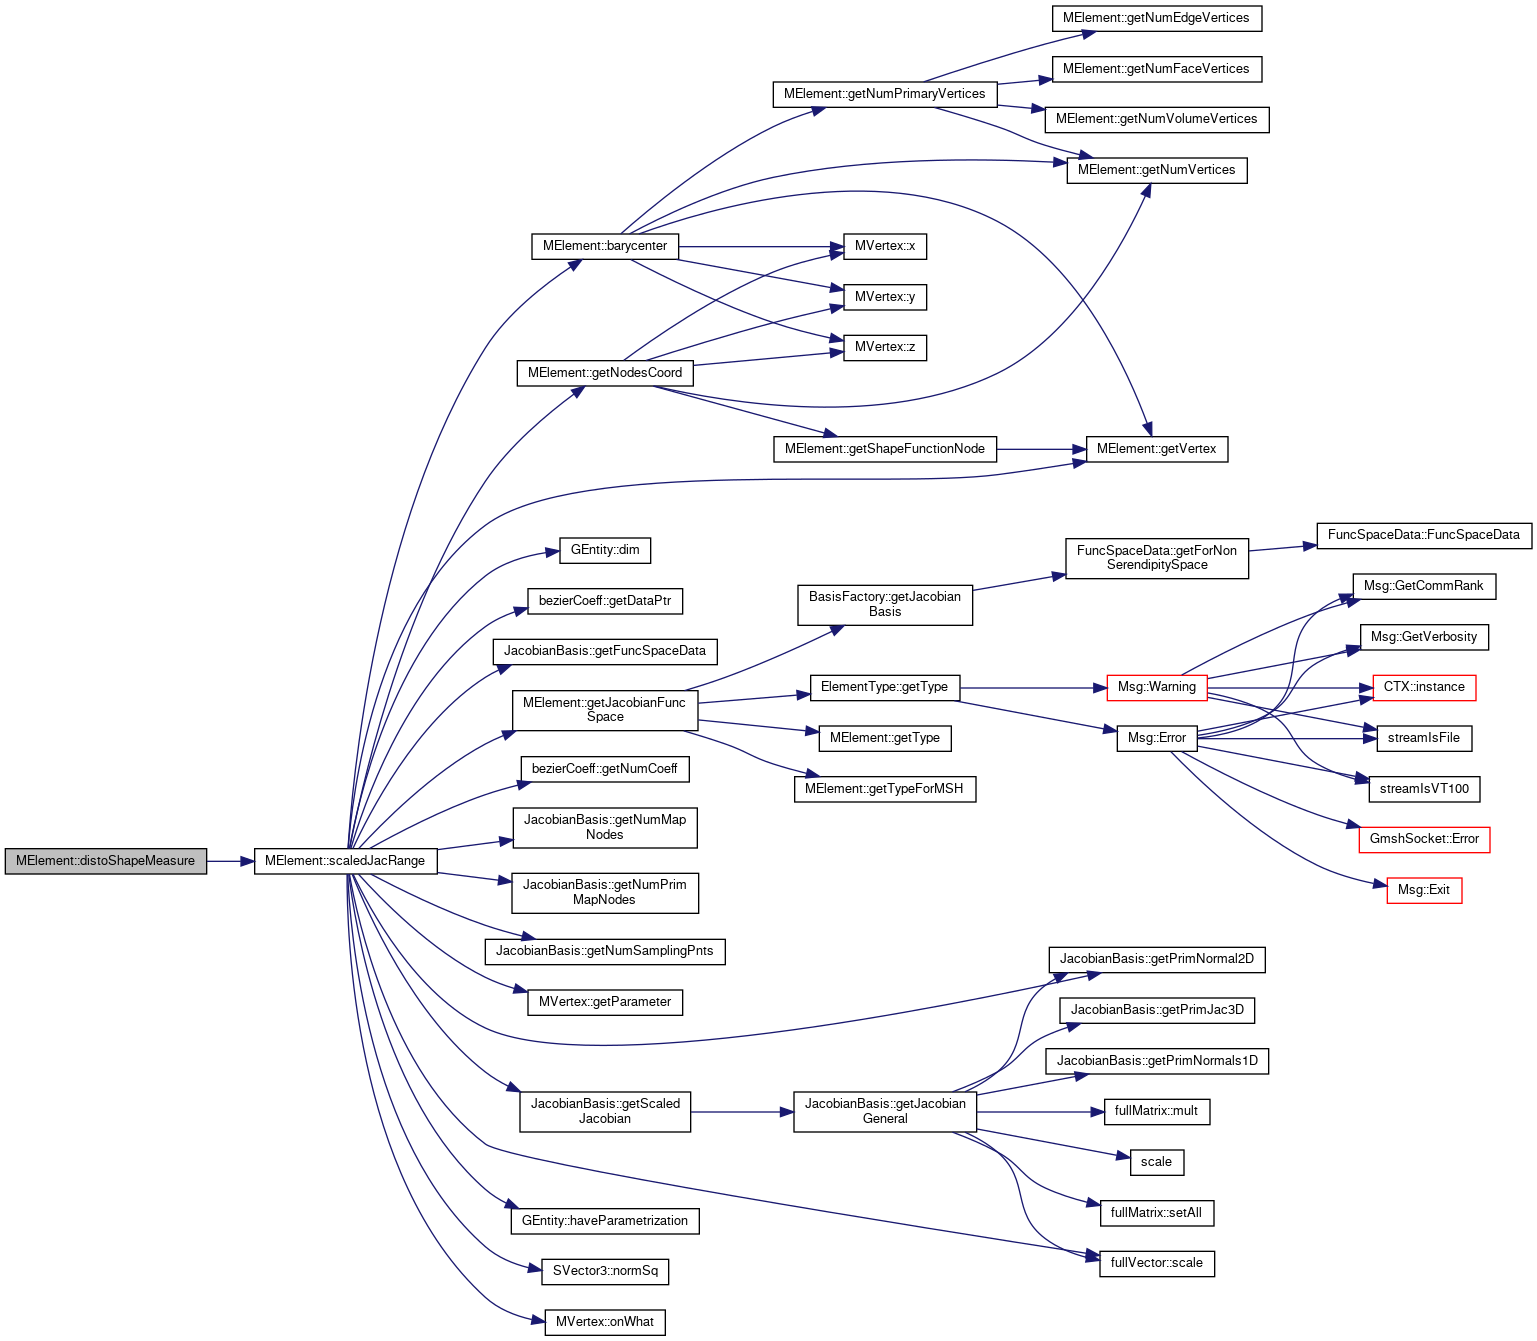 MElement::getNumEdgeVertices
MElement::getNumFaceVertices
MElement::getNumPrimaryVertices
MElement::getNumVolumeVertices
MElement::getNumVertices
MElement::barycenter
MVertex::x
MVertex::y
MVertex::z
MElement::getNodesCoord
MElement::getShapeFunctionNode
MElement::getVertex
FuncSpaceData::FuncSpaceData
GEntity::dim
FuncSpaceData::getForNon
SerendipitySpace
Msg::GetCommRank
bezierCoeff::getDataPtr
BasisFactory::getJacobian
Basis
Msg::GetVerbosity
JacobianBasis::getFuncSpaceData
ElementType::getType
Msg::Warning
CTX::instance
MElement::getJacobianFunc
Space
MElement::getType
Msg::Error
streamIsFile
bezierCoeff::getNumCoeff
MElement::getTypeForMSH
streamIsVT100
JacobianBasis::getNumMap
Nodes
GmshSocket::Error
MElement::distoShapeMeasure
MElement::scaledJacRange
JacobianBasis::getNumPrim
MapNodes
Msg::Exit
JacobianBasis::getNumSamplingPnts
JacobianBasis::getPrimNormal2D
MVertex::getParameter
JacobianBasis::getPrimJac3D
JacobianBasis::getPrimNormals1D
JacobianBasis::getScaled
Jacobian
JacobianBasis::getJacobian
General
fullMatrix::mult
scale
GEntity::haveParametrization
fullMatrix::setAll
SVector3::normSq
fullVector::scale
MVertex::onWhat